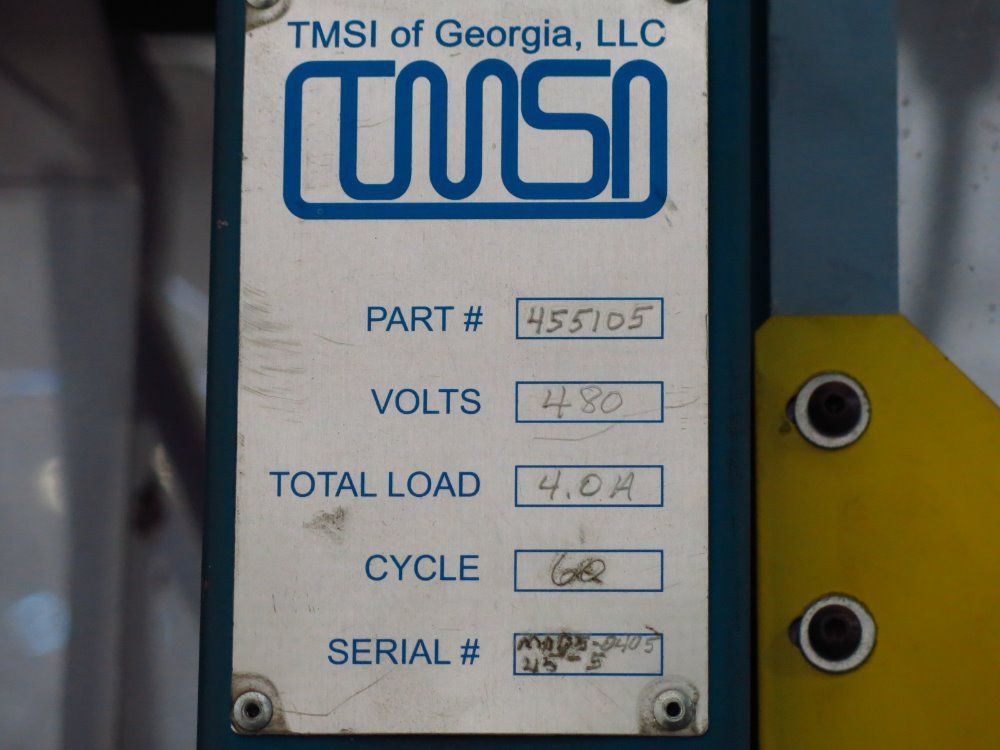 TMSI of Georgia, LLC
TMSI
PART # 455105
VOLTS 480
TOTAL LOAD 4.0A
CYCLE 60
SERIAL #